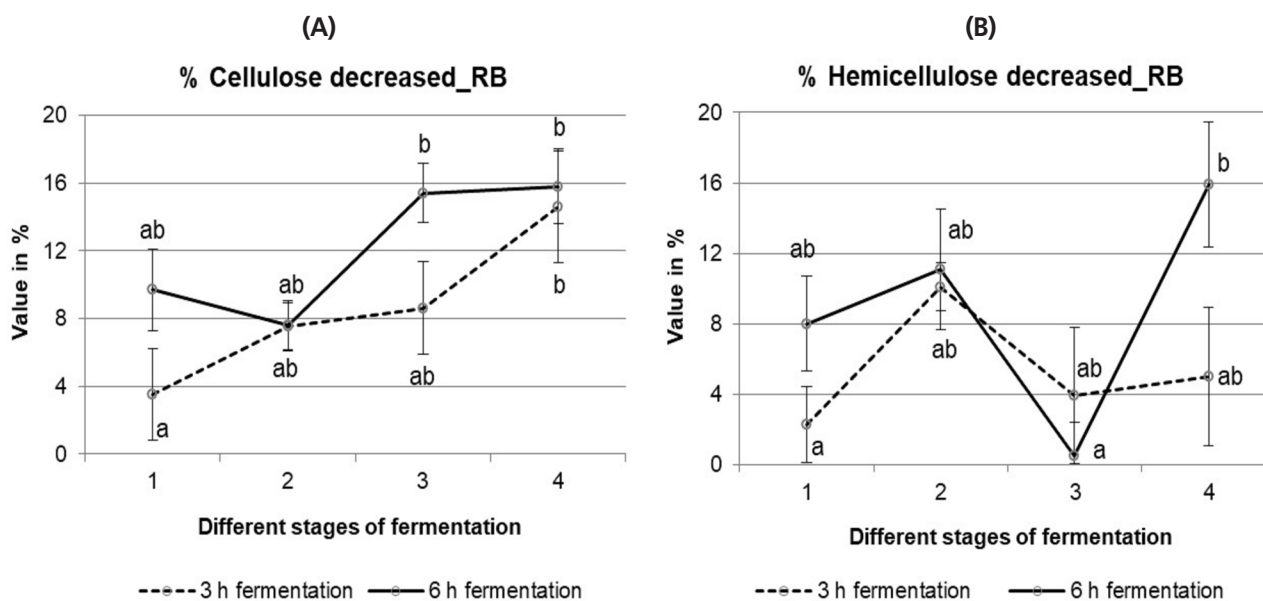 (A)
% Cellulose decreased_RB
20
16
12
8
4
0
Value in %
ab
a
ab
ab
b
ab
b
b
1 2 3 4
Different stages of fermentation
3 h fermentation 6 h fermentation
(B)
% Hemicellulose decreased_RB
20
16
12
8
4
0
Value in %
ab
a
ab
ab
ab
a
b
ab
1 2 3 4
Different stages of fermentation
3 h fermentation 6 h fermentation